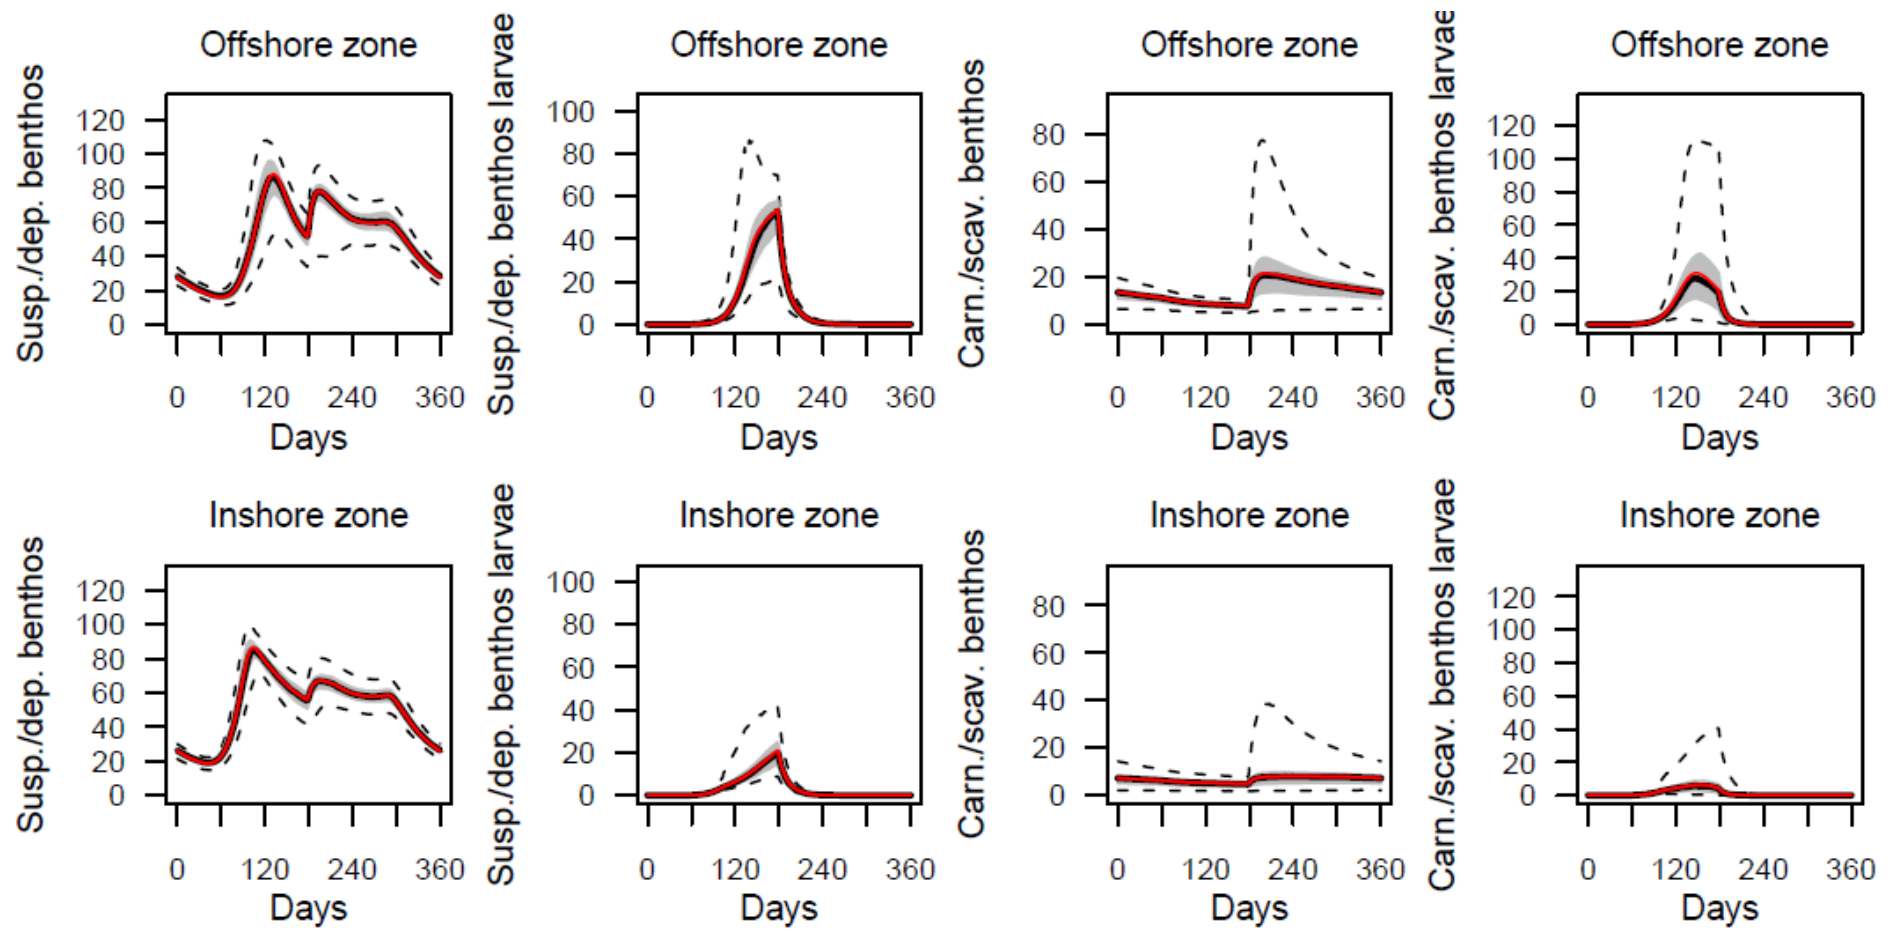 Offshore zone
Susp./dep. benthos
120
100
80
60
40
20
0
0 120 240 360
Days
Offshore zone
Susp./dep. benthos larvae
100
80
60
40
20
0
0 120 240 360
Days
Offshore zone
Carn./scav. benthos
80
60
40
20
0
0 120 240 360
Days
Offshore zone
Carn./scav. benthos larvae
120
100
80
60
40
20
0
0 120 240 360
Days
Inshore zone
Susp./dep. benthos
120
100
80
60
40
20
0
0 120 240 360
Days
Inshore zone
Susp./dep. benthos larvae
100
80
60
40
20
0
0 120 240 360
Days
Inshore zone
Carn./scav. benthos
80
60
40
20
0
0 120 240 360
Days
Inshore zone
Carn./scav. benthos larvae
120
100
80
60
40
20
0
0 120 240 360
Days